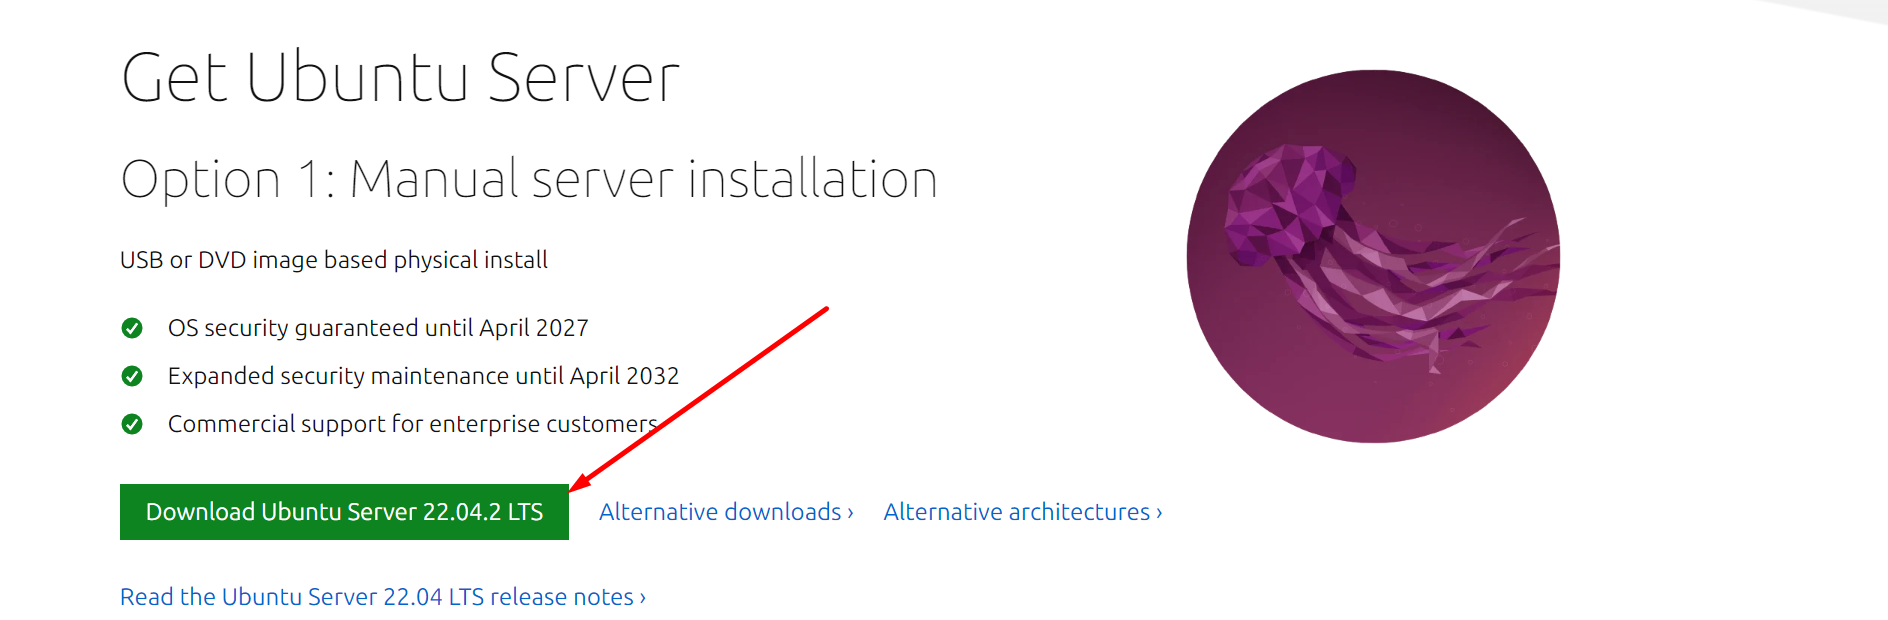 Get Ubuntu Server
Option 1: Manual server installation
USB or DVD image based physical install
OS security guaranteed until April 2027
Expanded security maintenance until April 2032
Commercial support for enterprise customers
Download Ubuntu Server 22.04.2 LTS
Alternative downloads ›
Alternative architectures ›
Read the Ubuntu Server 22.04 LTS release notes ›